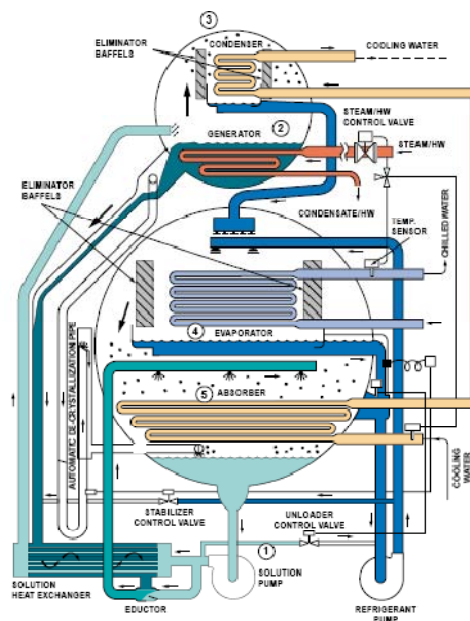 3
CONDENSER
ELIMINATOR
BAFFELS
COOLING WATER
STEAM/HW
CONTROL VALVE
2
GENERATOR
STEAM/HW
ELIMINATOR
BAFFELS
CONDENSATE/HW
TEMP.
SENSOR
CHILLED WATER
4
EVAPORATOR
5
ABSORBER
AUTOMATIC DE-CRYSTALLIZATION PIPE
COOLING
WATER
STABILIZER
CONTROL VALVE
UNLOADER
CONTROL VALVE
1
SOLUTION
PUMP
SOLUTION
HEAT EXCHANGER
EDUCTOR
REFRIGERANT
PUMP